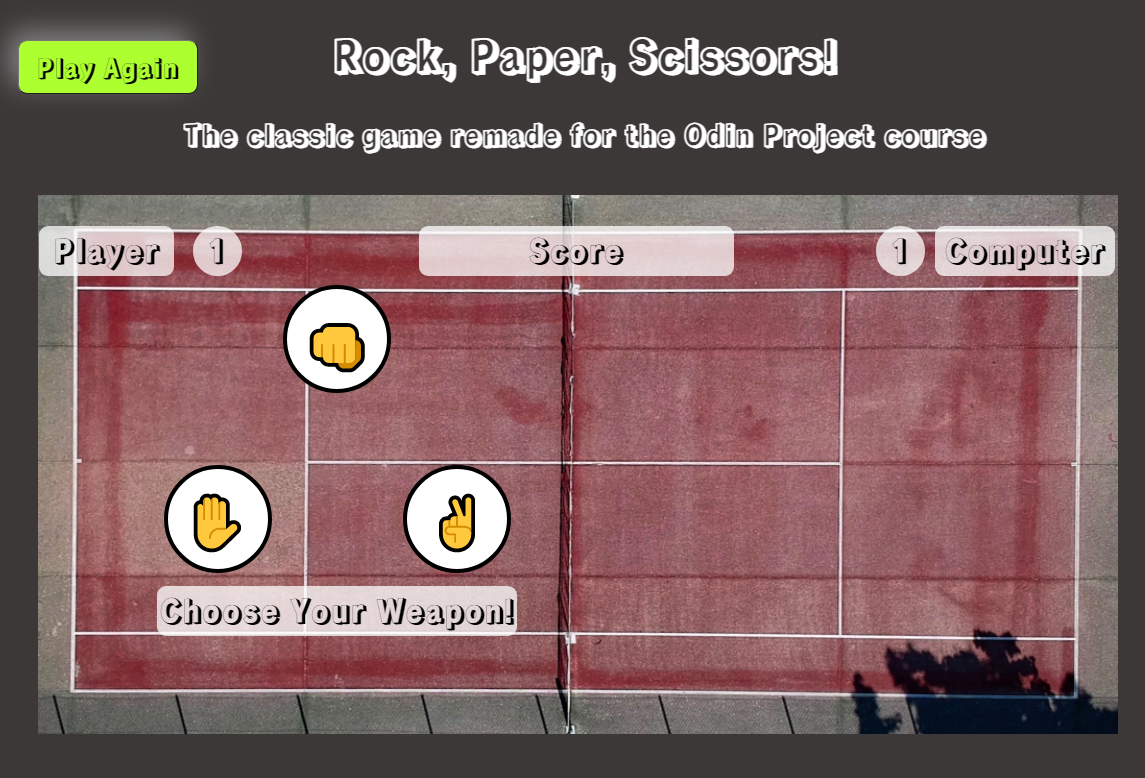 Play Again
Rock, Paper, Scissors!
The classic game remade for the Odin Project course
Player 1 Score 1 Computer
Choose Your Weapon!